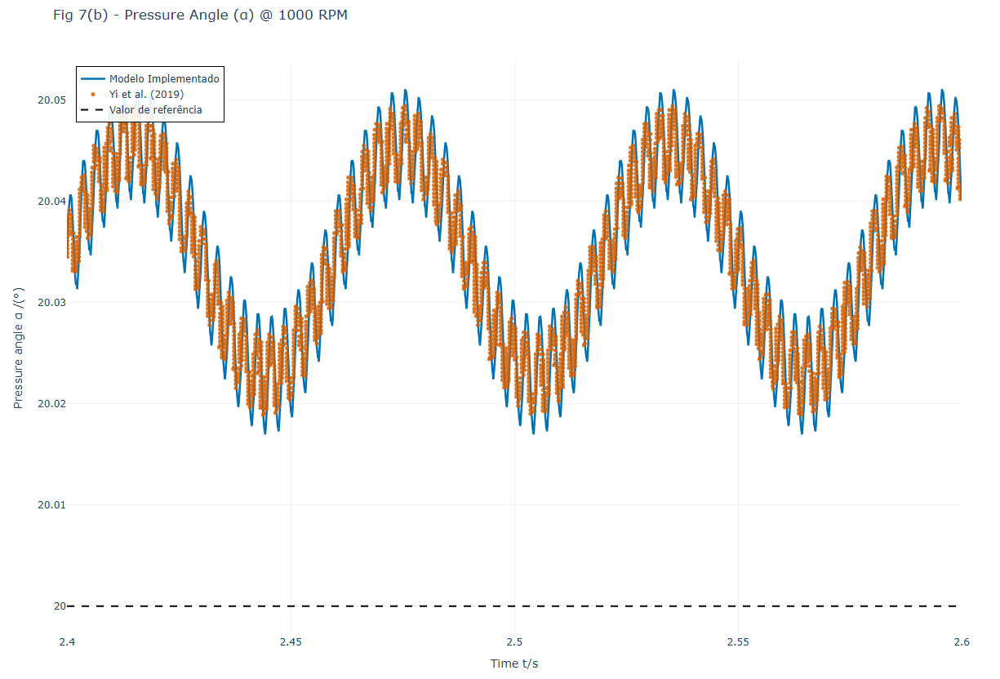 Fig 7(b) - Pressure Angle (α) @ 1000 RPM
Modelo Implementado
Yi et al. (2019)
Valor de referência
20.05
20.04
20.03
20.02
20.01
20
Pressure angle α /(°)
2.4
2.45
2.5
2.55
2.6
Time t/s